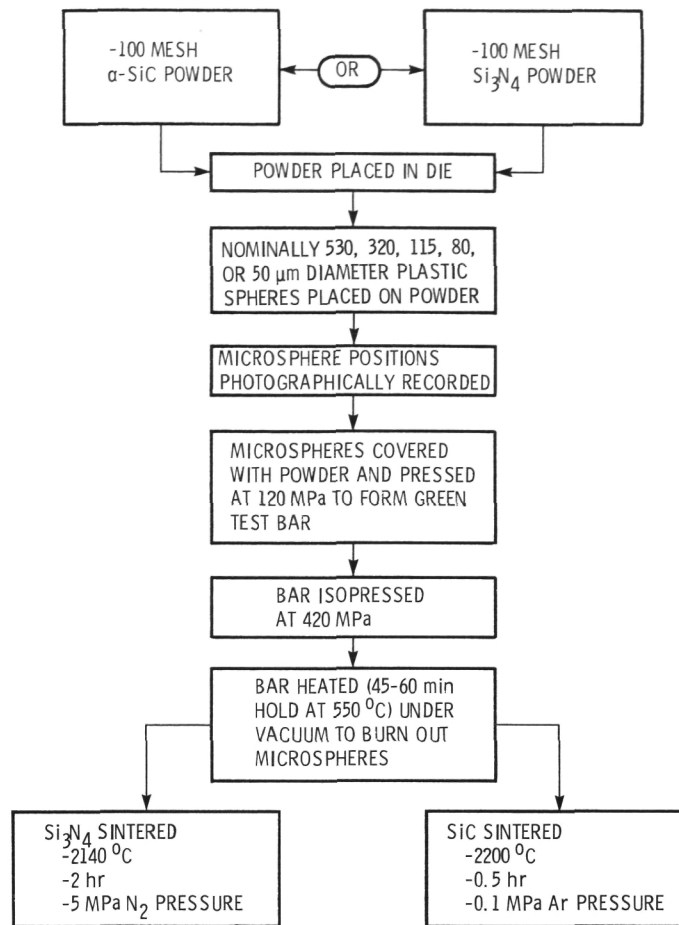 -100 MESH
α-SiC POWDER
OR
-100 MESH
Si3N4 POWDER
POWDER PLACED IN DIE
NOMINALLY 530, 320, 115, 80,
OR 50 µm DIAMETER PLASTIC
SPHERES PLACED ON POWDER
MICROSPHERE POSITIONS
PHOTOGRAPHICALLY RECORDED
MICROSPHERES COVERED
WITH POWDER AND PRESSED
AT 120 MPa TO FORM GREEN
TEST BAR
BAR ISOPRESSED
AT 420 MPa
BAR HEATED (45-60 min
HOLD AT 550 °C) UNDER
VACUUM TO BURN OUT
MICROSPHERES
Si3N4 SINTERED
-2140 °C
-2 hr
-5 MPa N2 PRESSURE
SiC SINTERED
-2200 °C
-0.5 hr
-0.1 MPa Ar PRESSURE